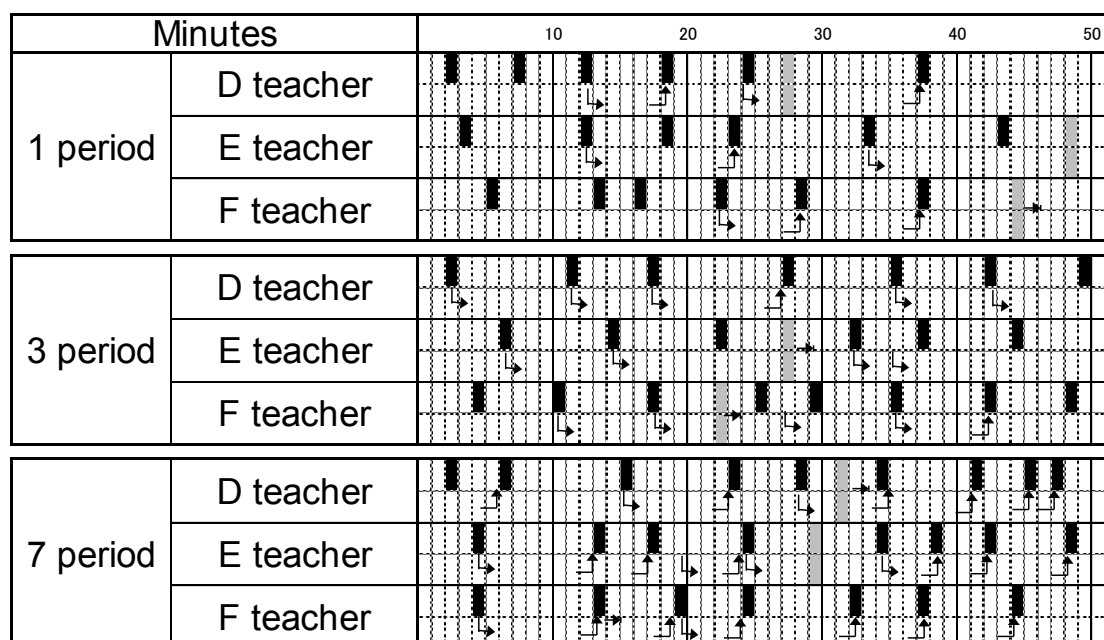 Minutes 10 20 30 40 50
1 period D teacher
E teacher
F teacher
3 period D teacher
E teacher
F teacher
7 period D teacher
E teacher
F teacher